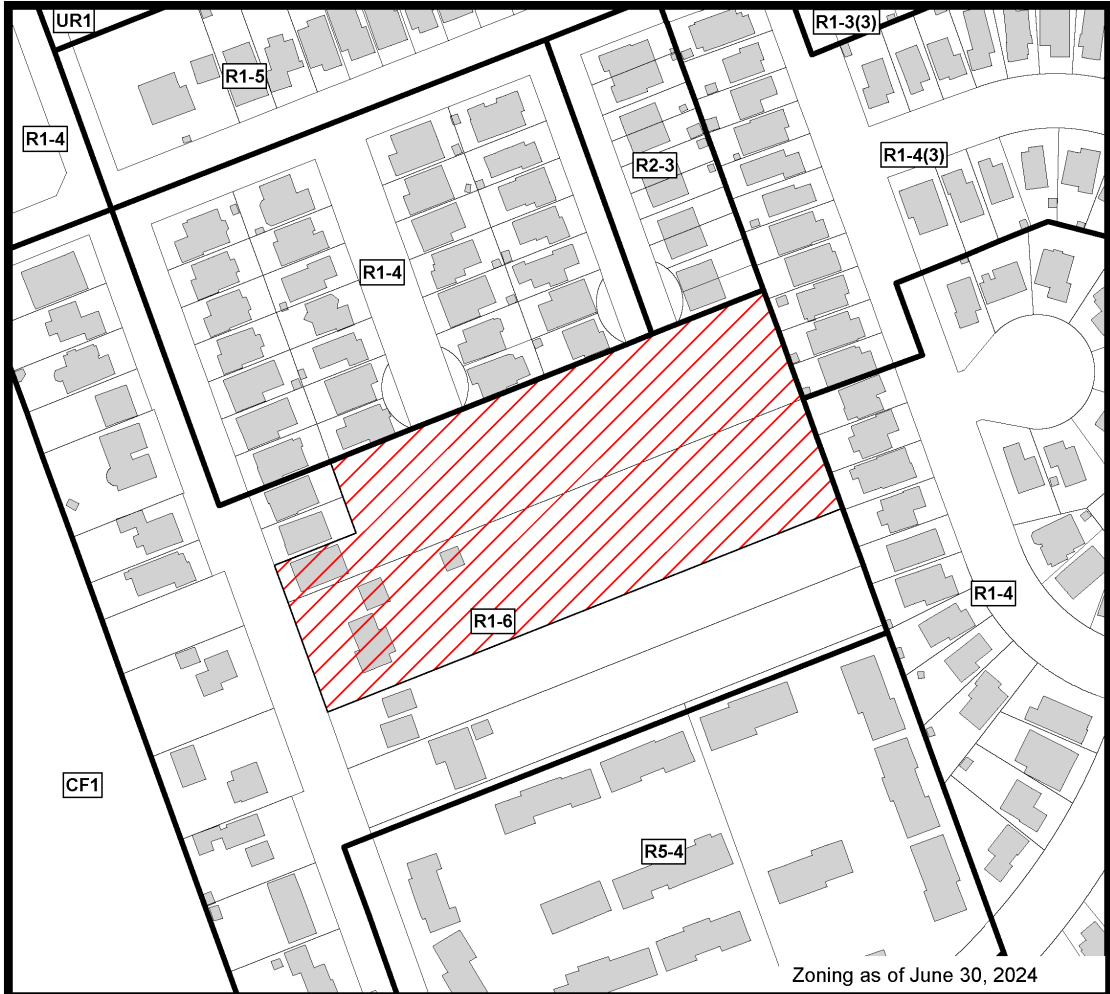 UR1
R1-3(3)
R1-5
R1-4
R1-4(3)
R2-3
R1-4
R1-4
R1-6
CF1
R5-4
Zoning as of June 30, 2024